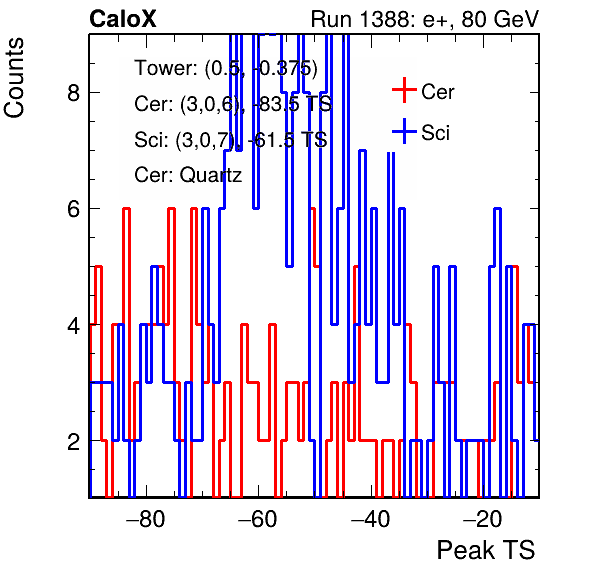 CaloX
Run 1388: e+, 80 GeV
Counts
Tower: (0.5, -0.375)
Cer: (3,0,6), -83.5 TS
Sci: (3,0,7), -61.5 TS
Cer: Quartz
Cer
Sci
8
6
4
2
−80
−60
−40
−20
Peak TS